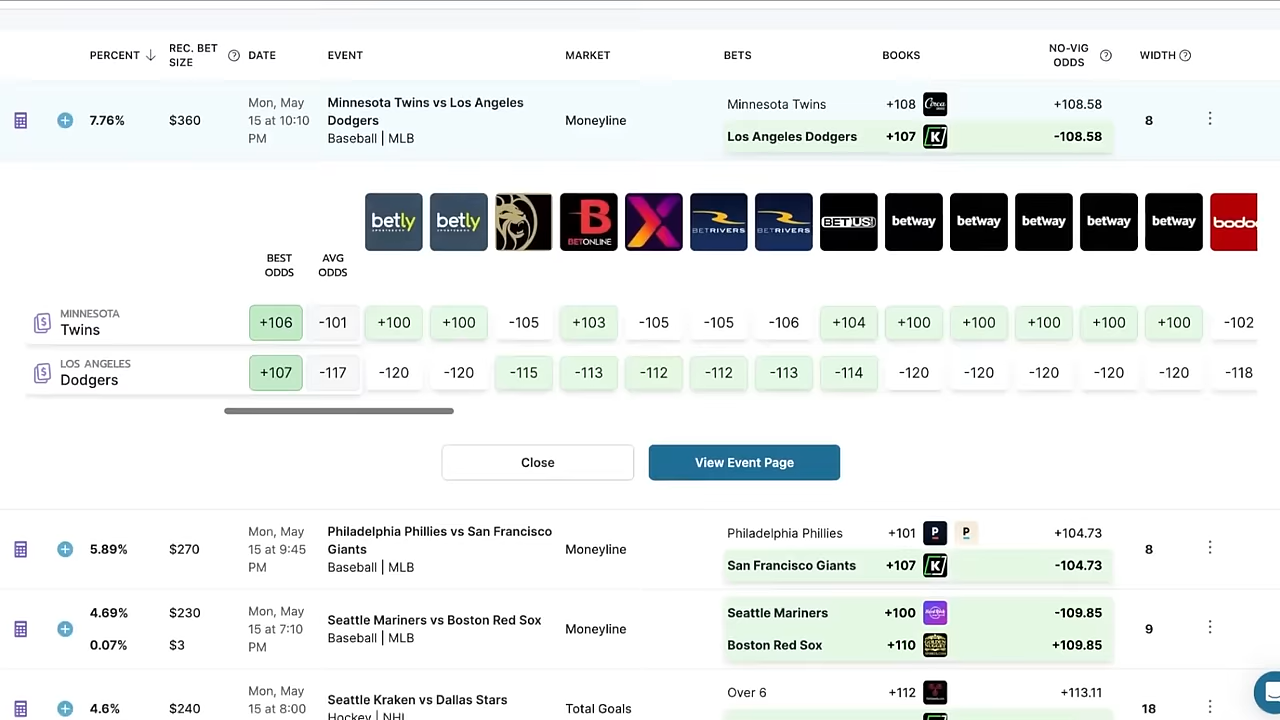 PERCENT ↓ REC. BET SIZE ? DATE EVENT MARKET BETS BOOKS NO-VIG ODDS ? WIDTH ?
7.76% $360 Mon, May 15 at 10:10 PM Minnesota Twins vs Los Angeles Dodgers Baseball | MLB Moneyline
Minnesota Twins +108 Circa +108.58
Los Angeles Dodgers +107 K -108.58
8
betly betly BETONLINE X BETRIVERS BETRIVERS BETUS betway betway betway betway betway
BEST ODDS AVG ODDS
MINNESOTA
Twins +106 -101 +100 +100 -105 +103 -105 -105 -106 +104 +100 +100 +100 +100 +100 -102
LOS ANGELES
Dodgers +107 -117 -120 -120 -115 -113 -112 -112 -113 -114 -120 -120 -120 -120 -120 -118
Close View Event Page
5.89% $270 Mon, May 15 at 9:45 PM Philadelphia Phillies vs San Francisco Giants Baseball | MLB Moneyline
Philadelphia Phillies +101 P P +104.73
San Francisco Giants +107 K -104.73
8
4.69% $230
0.07% $3
Mon, May 15 at 7:10 PM Seattle Mariners vs Boston Red Sox Baseball | MLB Moneyline
Seattle Mariners +100 Hard Rock -109.85
Boston Red Sox +110 GOLDEN NUGGET +109.85
9
4.6% $240 Mon, May 15 at 8:00 Seattle Kraken vs Dallas Stars Hockey | NHL Total Goals
Over 6 +112 +113.11
18